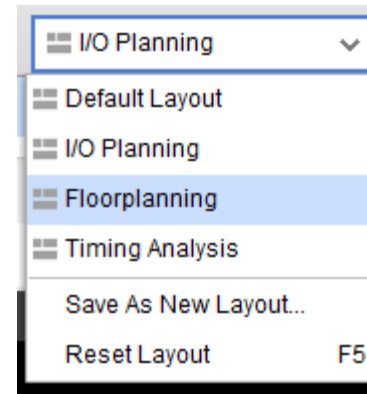 I/O Planning
Default Layout
I/O Planning
Floorplanning
Timing Analysis
Save As New Layout...
Reset Layout F5